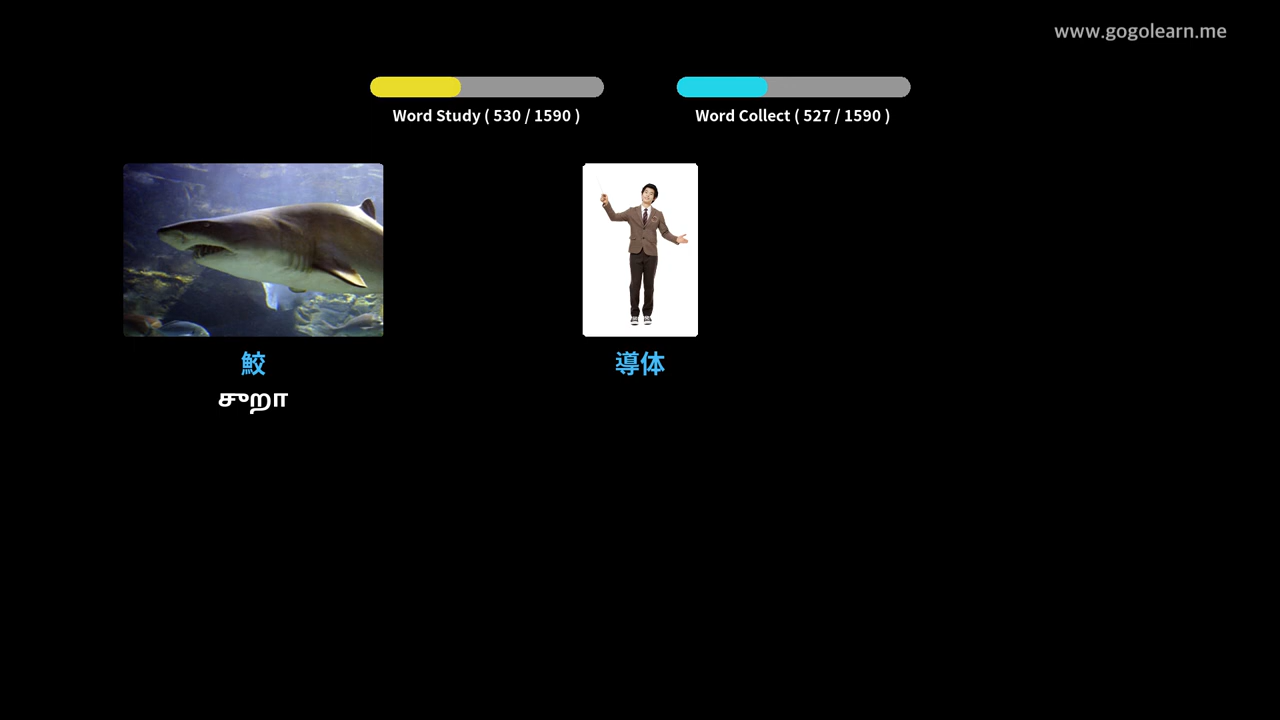 www.gogolearn.me
Word Study ( 530 / 1590 )
Word Collect ( 527 / 1590 )
鮫
சுறா
導体